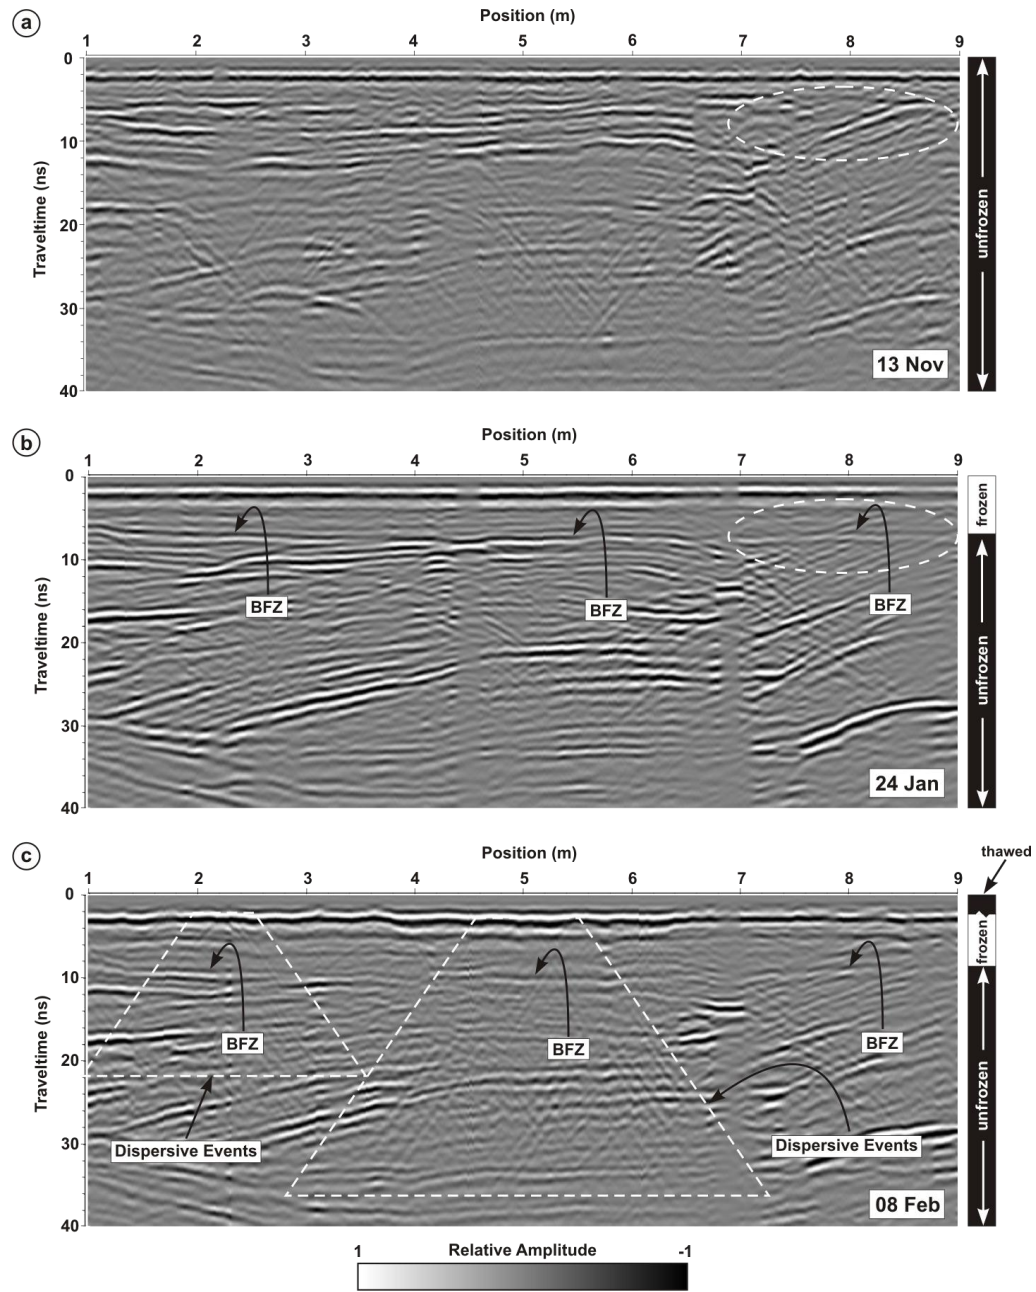 a
Position (m)
1 2 3 4 5 6 7 8 9
0
10
20
30
40
Traveltime (ns)
unfrozen
13 Nov
b
Position (m)
1 2 3 4 5 6 7 8 9
0
10
20
30
40
Traveltime (ns)
frozen
BFZ
BFZ
BFZ
unfrozen
24 Jan
c
Position (m)
thawed
1 2 3 4 5 6 7 8 9
0
10
20
30
40
Traveltime (ns)
frozen
BFZ
BFZ
BFZ
unfrozen
Dispersive Events
Dispersive Events
08 Feb
1 Relative Amplitude -1